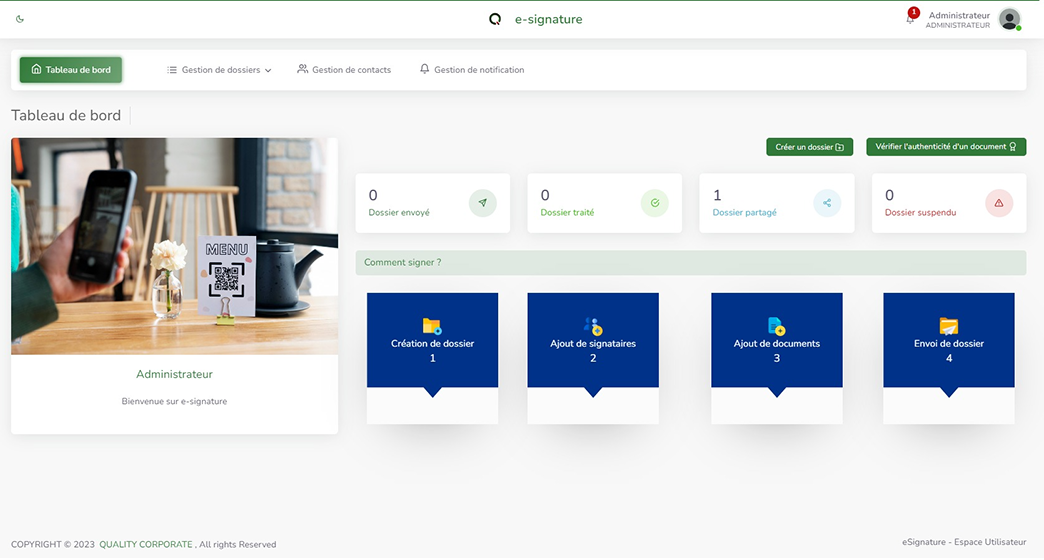 e-signature
1
Administrateur
ADMINISTRATEUR
Tableau de bord
Gestion de dossiers
Gestion de contacts
Gestion de notification
Tableau de bord
Créer un dossier
Vérifier l'authenticité d'un document
0
Dossier envoyé
0
Dossier traité
1
Dossier partagé
0
Dossier suspendu
MENU
Comment signer ?
Création de dossier
1
Ajout de signataires
2
Ajout de documents
3
Envoi de dossier
4
Administrateur
Bienvenue sur e-signature
COPYRIGHT © 2023 QUALITY CORPORATE , All rights Reserved
eSignature - Espace Utilisateur